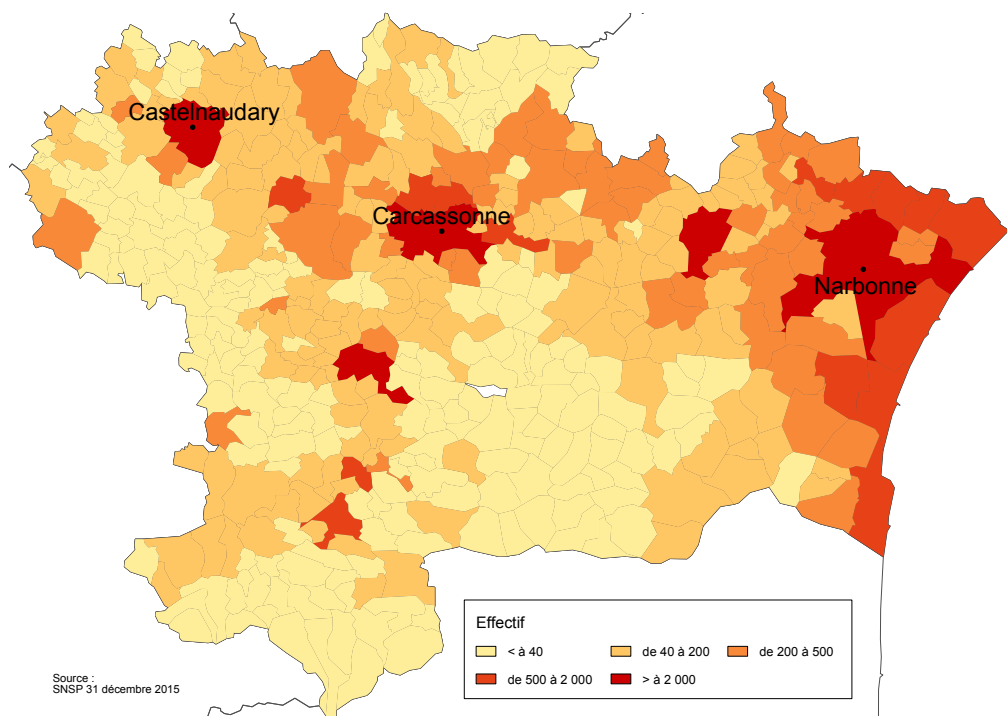 Castelnaudary
Carcassonne
Narbonne
Effectif
< à 40
de 40 à 200
de 200 à 500
de 500 à 2 000
> à 2 000
Source :
SNSP 31 décembre 2015